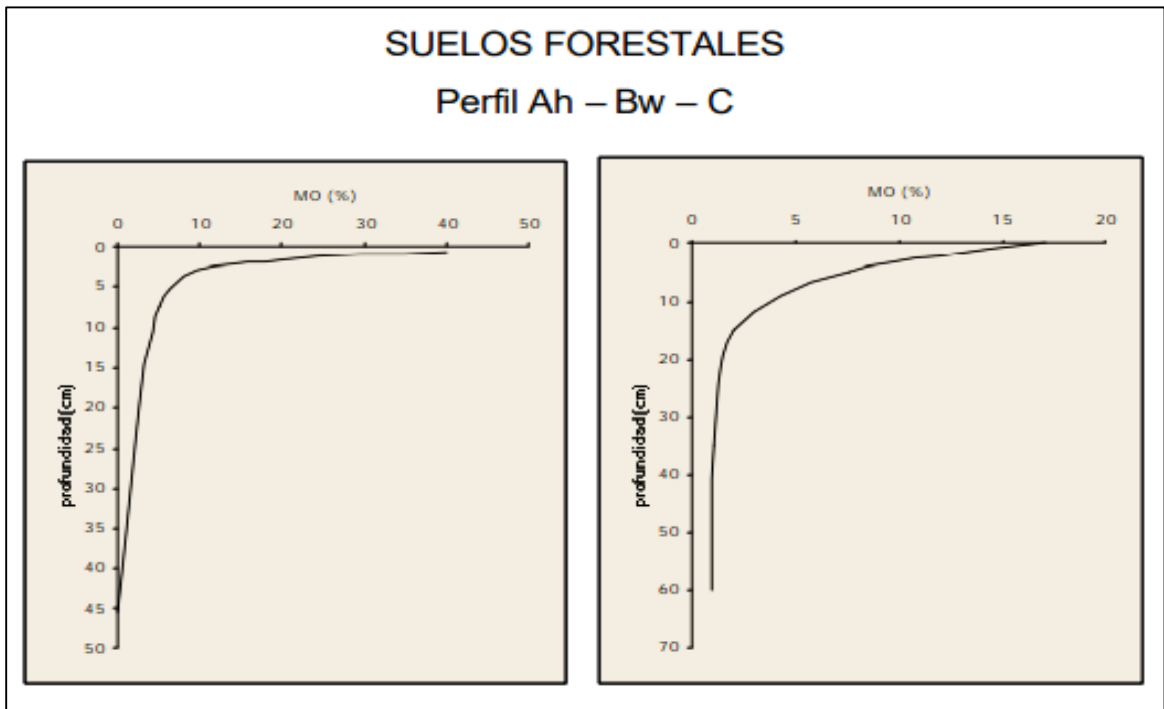 SUELOS FORESTALES
Perfil Ah – Bw – C
MO (%)
0 10 20 30 40 50
0
5
10
15
20
25
30
35
40
45
50
profundidad(cm)
MO (%)
0 5 10 15 20
0
10
20
30
40
50
60
70
profundidad(cm)